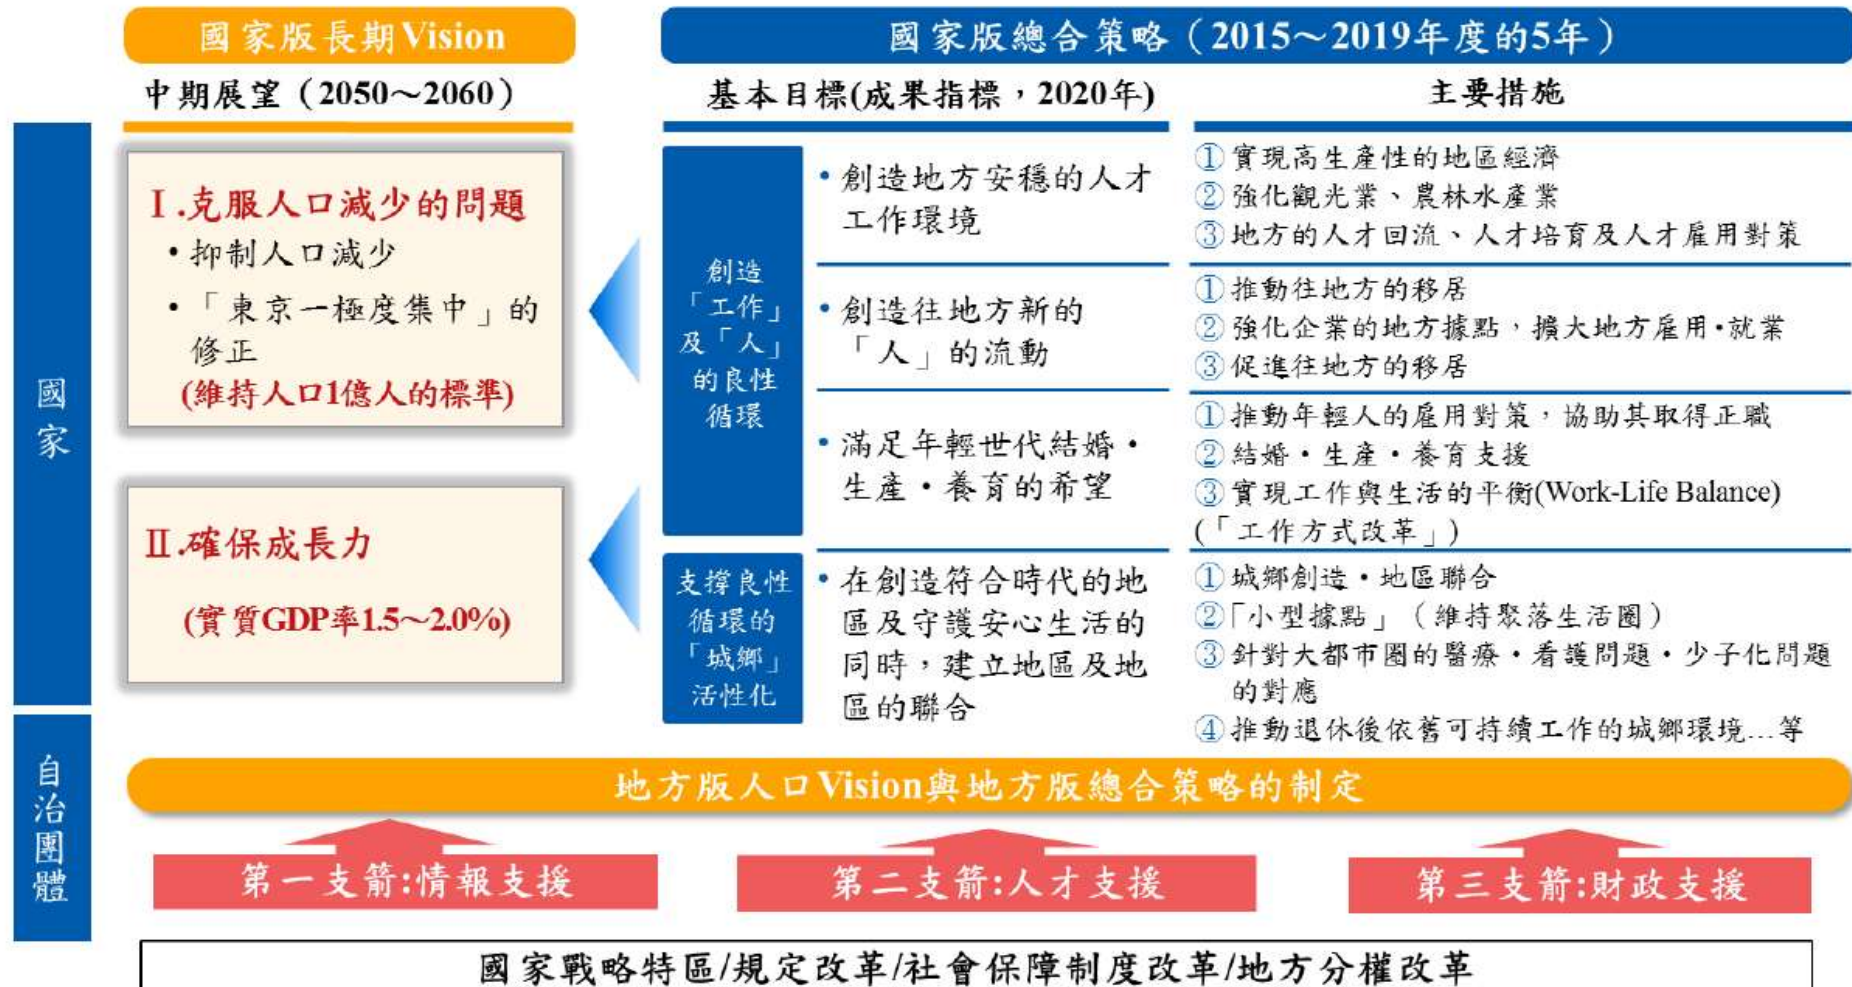 國家版長期Vision
中期展望（2050～2060）
國家
Ⅰ.克服人口減少的問題
•抑制人口減少
•「東京一極度集中」的
修正
(維持人口1億人的標準)
Ⅱ.確保成長力
(實質GDP率1.5～2.0%)
國家版總合策略（2015～2019年度的5年）
基本目標(成果指標，2020年)
主要措施
創造
「工作」
及「人」
的良性
循環
•創造地方安穩的人才
工作環境
①實現高生產性的地區經濟
②強化觀光業、農林水產業
③地方的人才回流、人才培育及人才雇用對策
•創造往地方新的
「人」的流動
①推動往地方的移居
②強化企業的地方據點，擴大地方雇用•就業
③促進往地方的移居
•滿足年輕世代結婚•
生產•養育的希望
①推動年輕人的雇用對策，協助其取得正職
②結婚•生產•養育支援
③實現工作與生活的平衡(Work-Life Balance)
(「工作方式改革」)
支撐良性
循環的
「城鄉」
活性化
•在創造符合時代的地
區及守護安心生活的
同時，建立地區及地
區的聯合
①城鄉創造•地區聯合
②「小型據點」（維持聚落生活圈）
③針對大都市圈的醫療•看護問題•少子化問題
的對應
④推動退休後依舊可持續工作的城鄉環境...等
自治團體
地方版人口Vision與地方版總合策略的制定
第一支箭:情報支援
第二支箭:人才支援
第三支箭:財政支援
國家戰略特區/規定改革/社會保障制度改革/地方分權改革